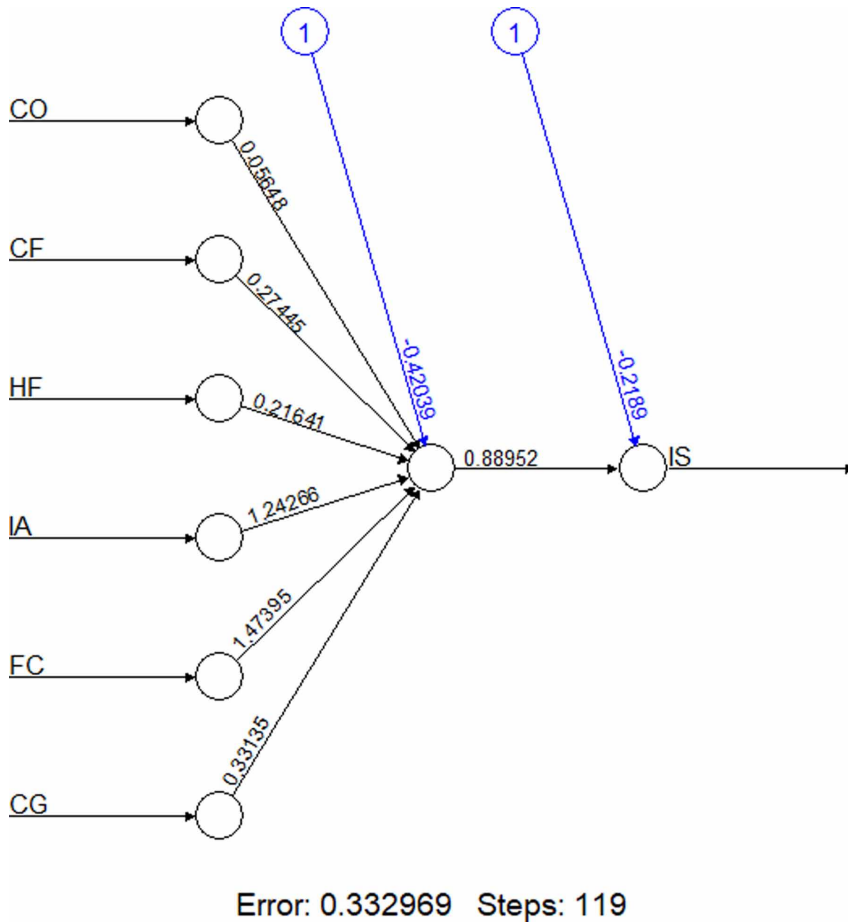 1
1
CO
0.05648
CF
0.27445
HF
0.21641
-0.42039
-0.2189
0.88952
IS
IA
1.24266
FC
1.47395
CG
0.33135
Error: 0.332969 Steps: 119